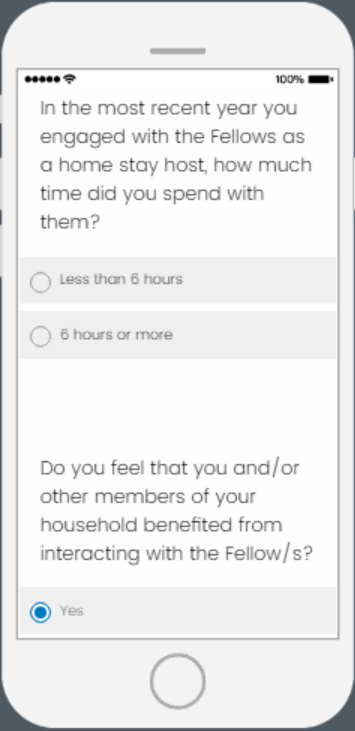 100%
In the most recent year you
engaged with the Fellows as
a home stay host, how much
time did you spend with
them?
Less than 6 hours
6 hours or more
Do you feel that you and/or
other members of your
household benefited from
interacting with the Fellow/s?
Yes